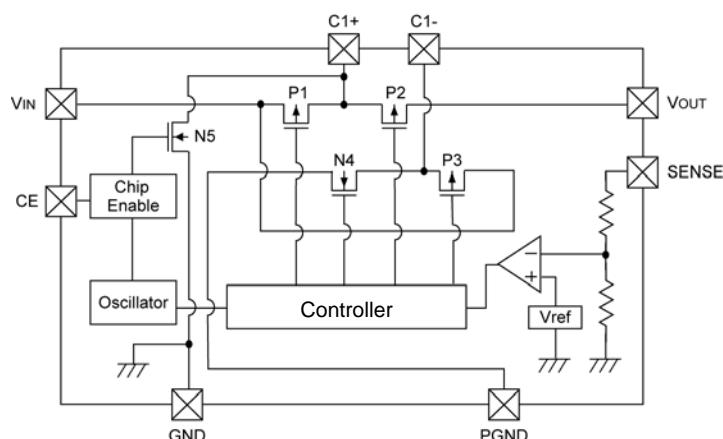 C1+ C1-
VIN P1 P2 VOUT
N5 N4 P3 SENSE
CE Chip
Enable
Oscillator Controller Vref
GND PGND